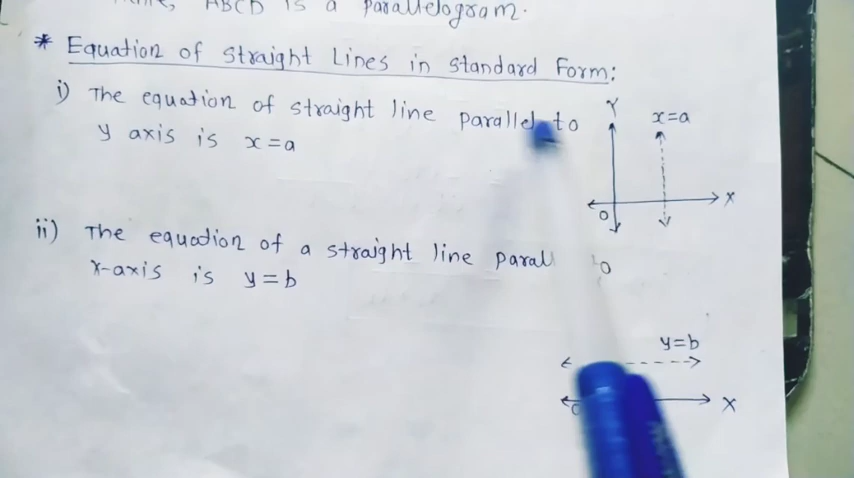 ABCD is a parallelogram.
* Equation of straight Lines in standard Form:
i) The equation of straight line parallel to
y axis is x=a
Y
x=a
X
O
ii) The equation of a straight line paral
x-axis is y=b
y=b
X